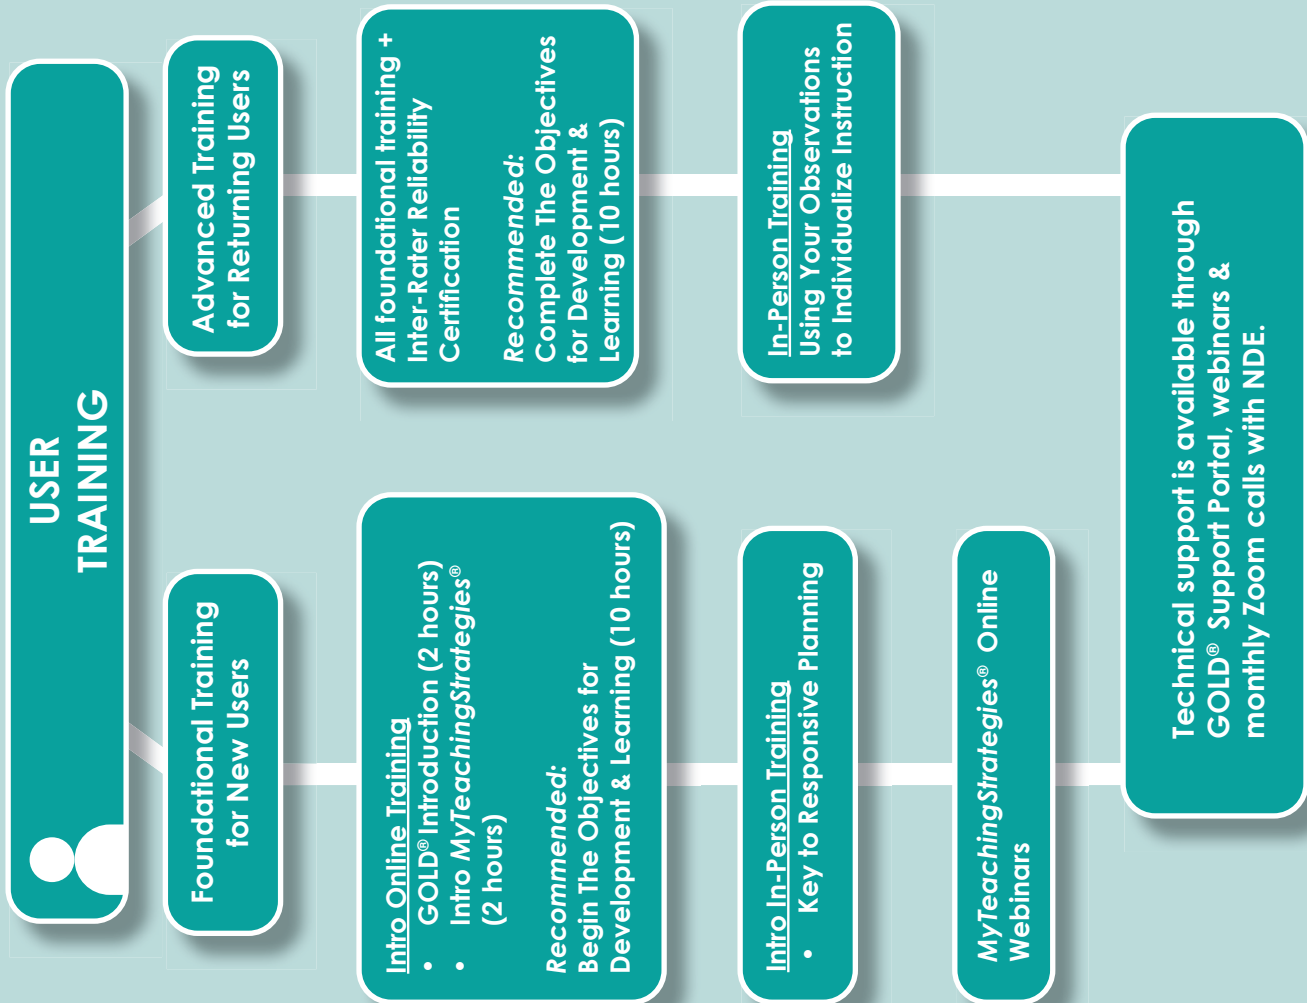 USER
TRAINING
Foundational Training
for New Users
Intro Online Training
• GOLD® Introduction (2 hours)
• Intro MyTeachingStrategies®
(2 hours)
Recommended:
Begin The Objectives for
Development & Learning (10 hours)
Intro In-Person Training
• Key to Responsive Planning
MyTeachingStrategies® Online
Webinars
Advanced Training
for Returning Users
All foundational training +
Inter-Rater Reliability
Certification
Recommended:
Complete The Objectives
for Development &
Learning (10 hours)
In-Person Training
Using Your Observations
to Individualize Instruction
Technical support is available through
GOLD® Support Portal, webinars &
monthly Zoom calls with NDE.